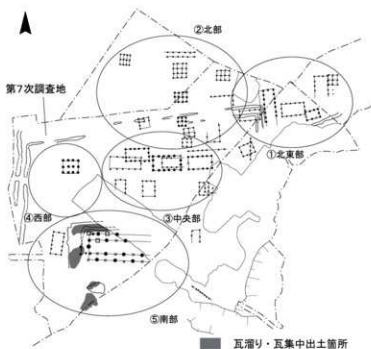 ②北部
第7次調査地
①北東部
④西部
③中央部
⑤南部
瓦溜り・瓦集中出土箇所